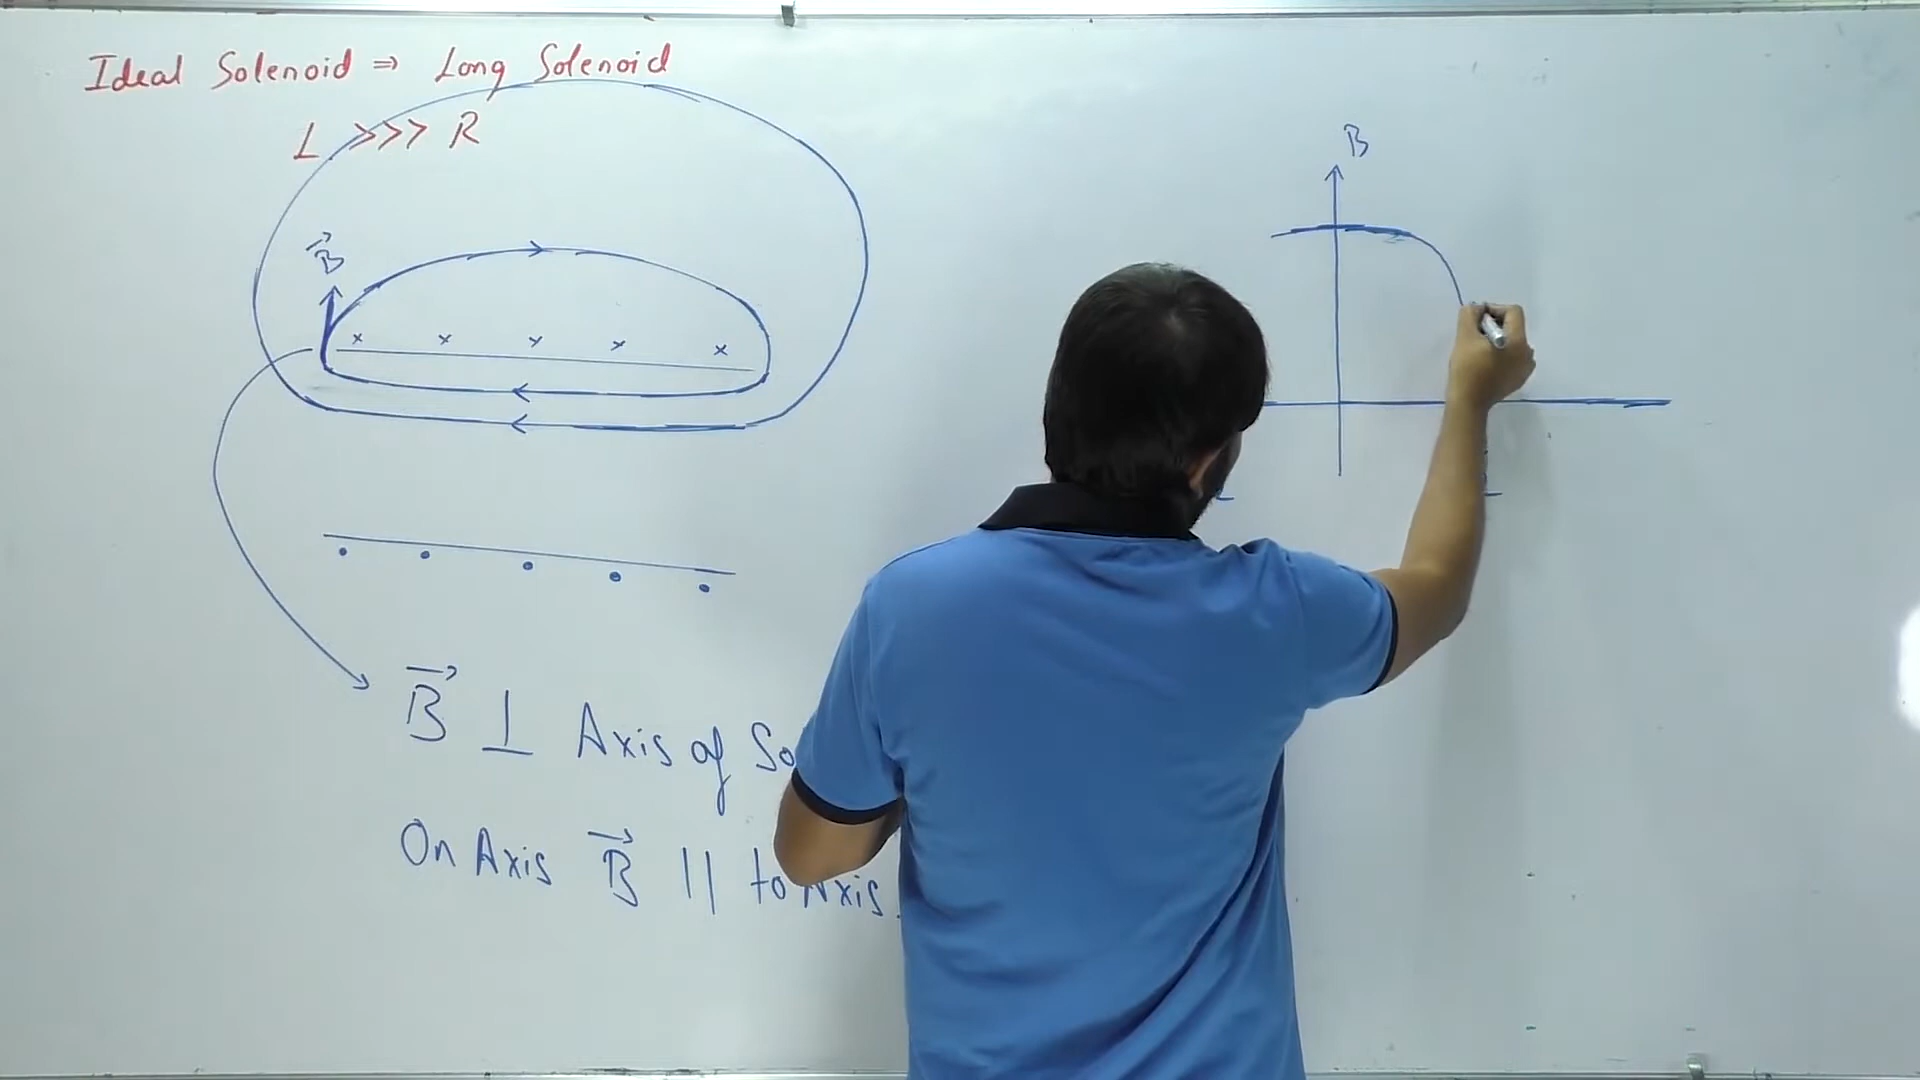 Ideal Solenoid ⇒ Long Solenoid
L >>> R
B⃗
B
B⃗ ⊥ Axis of So
On Axis B⃗ || to Axis.